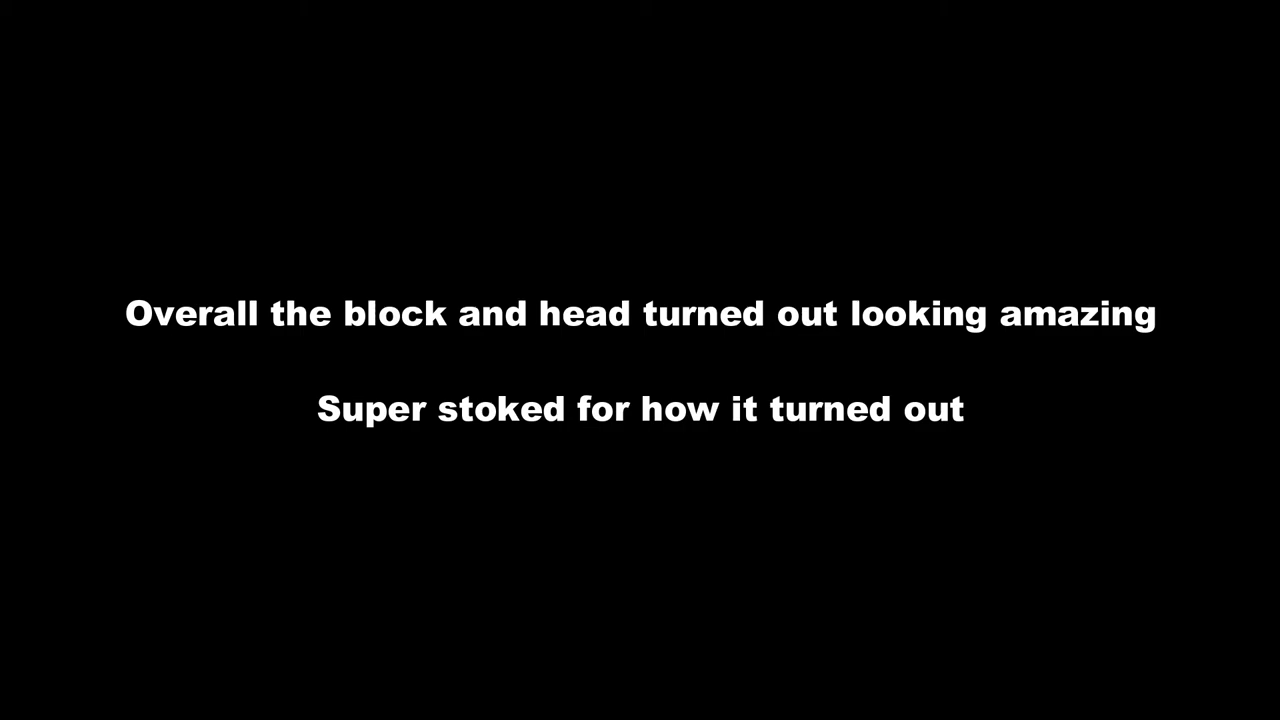 Overall the block and head turned out looking amazing
Super stoked for how it turned out